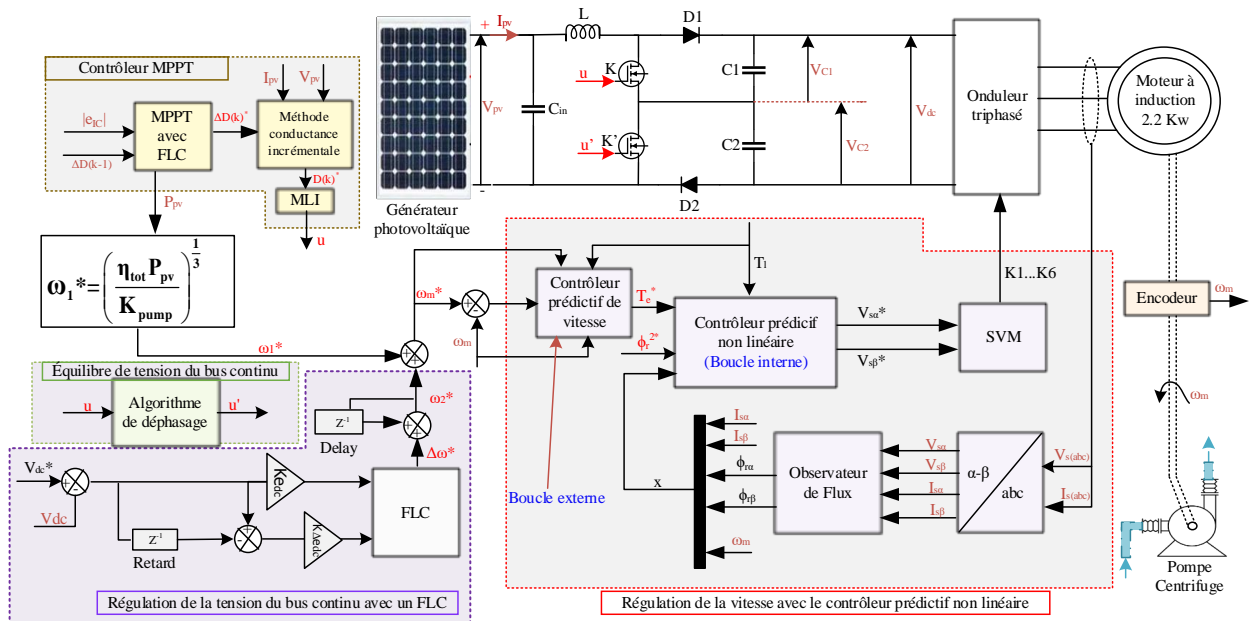 Contrôleur MPPT
I_pv
V_pv
|e_IC|
ΔD(k-1)
MPPT
avec
FLC
ΔD(k)*
Méthode
conductance
incrémentale
D(k)*
MLI
u
P_pv
ω₁*=(η_tot P_pv / K_pump)^(1/3)
ω₁*
Équilibre de tension du bus continu
u
Algorithme
de déphasage
u'
V_dc*
Vdc
Z⁻¹
Retard
Ke_dc
KΔe_dc
FLC
Δω*
Z⁻¹
Delay
ω₂*
Régulation de la tension du bus continu avec un FLC
+
-
I_pv
V_pv
Générateur
photovoltaïque
C_in
L
K
u
K'
u'
D1
D2
C1
C2
V_C1
V_C2
V_dc
Onduleur
triphasé
Moteur à
induction
2.2 Kw
K1...K6
ω_m*
ω_m
Contrôleur
prédictif de
vitesse
T_e*
T_l
ϕ_r²*
Contrôleur prédicif
non linéaire
(Boucle interne)
V_sα*
V_sβ*
SVM
Boucle externe
x
I_sα
I_sβ
ϕ_rα
ϕ_rβ
ω_m
Observateur
de Flux
V_sα
V_sβ
I_sα
I_sβ
α-β
abc
V_s(abc)
I_s(abc)
Régulation de la vitesse avec le contrôleur prédictif non linéaire
Encodeur
ω_m
ω_m
Pompe
Centrifuge